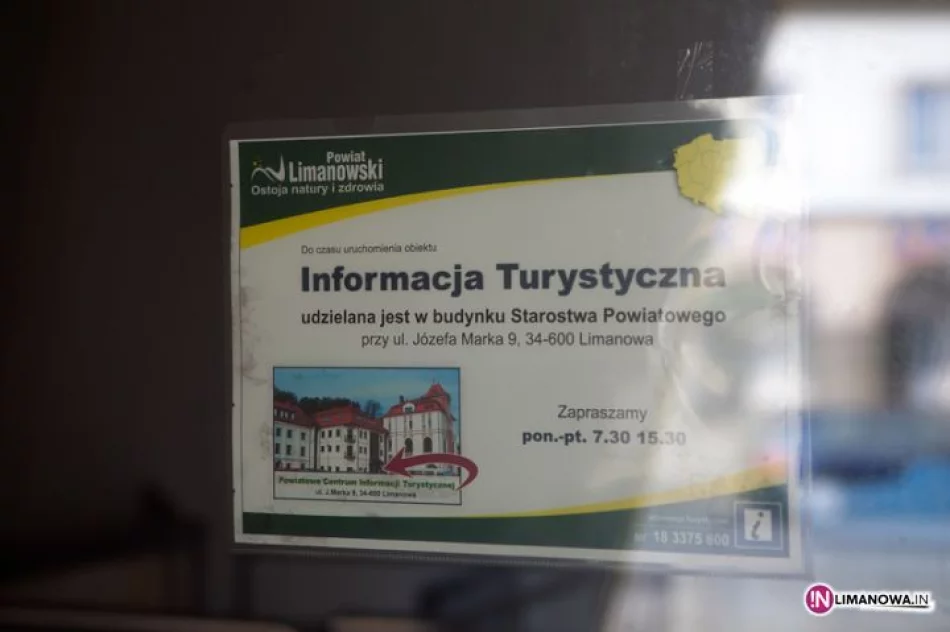 Powiat
Limanowski
Ostoja natury i zdrowia
Do czasu uruchomienia obiektu
Informacja Turystyczna
udzielana jest w budynku Starostwa Powiatowego
przy ul. Józefa Marka 9, 34-600 Limanowa
Zapraszamy
pon.-pt. 7.30 15.30
Powiatowe Centrum Informacji Turystycznej
ul. J.Marka 9, 34-600 Limanowa
18 3375 800
i
IN LIMANOWA.IN